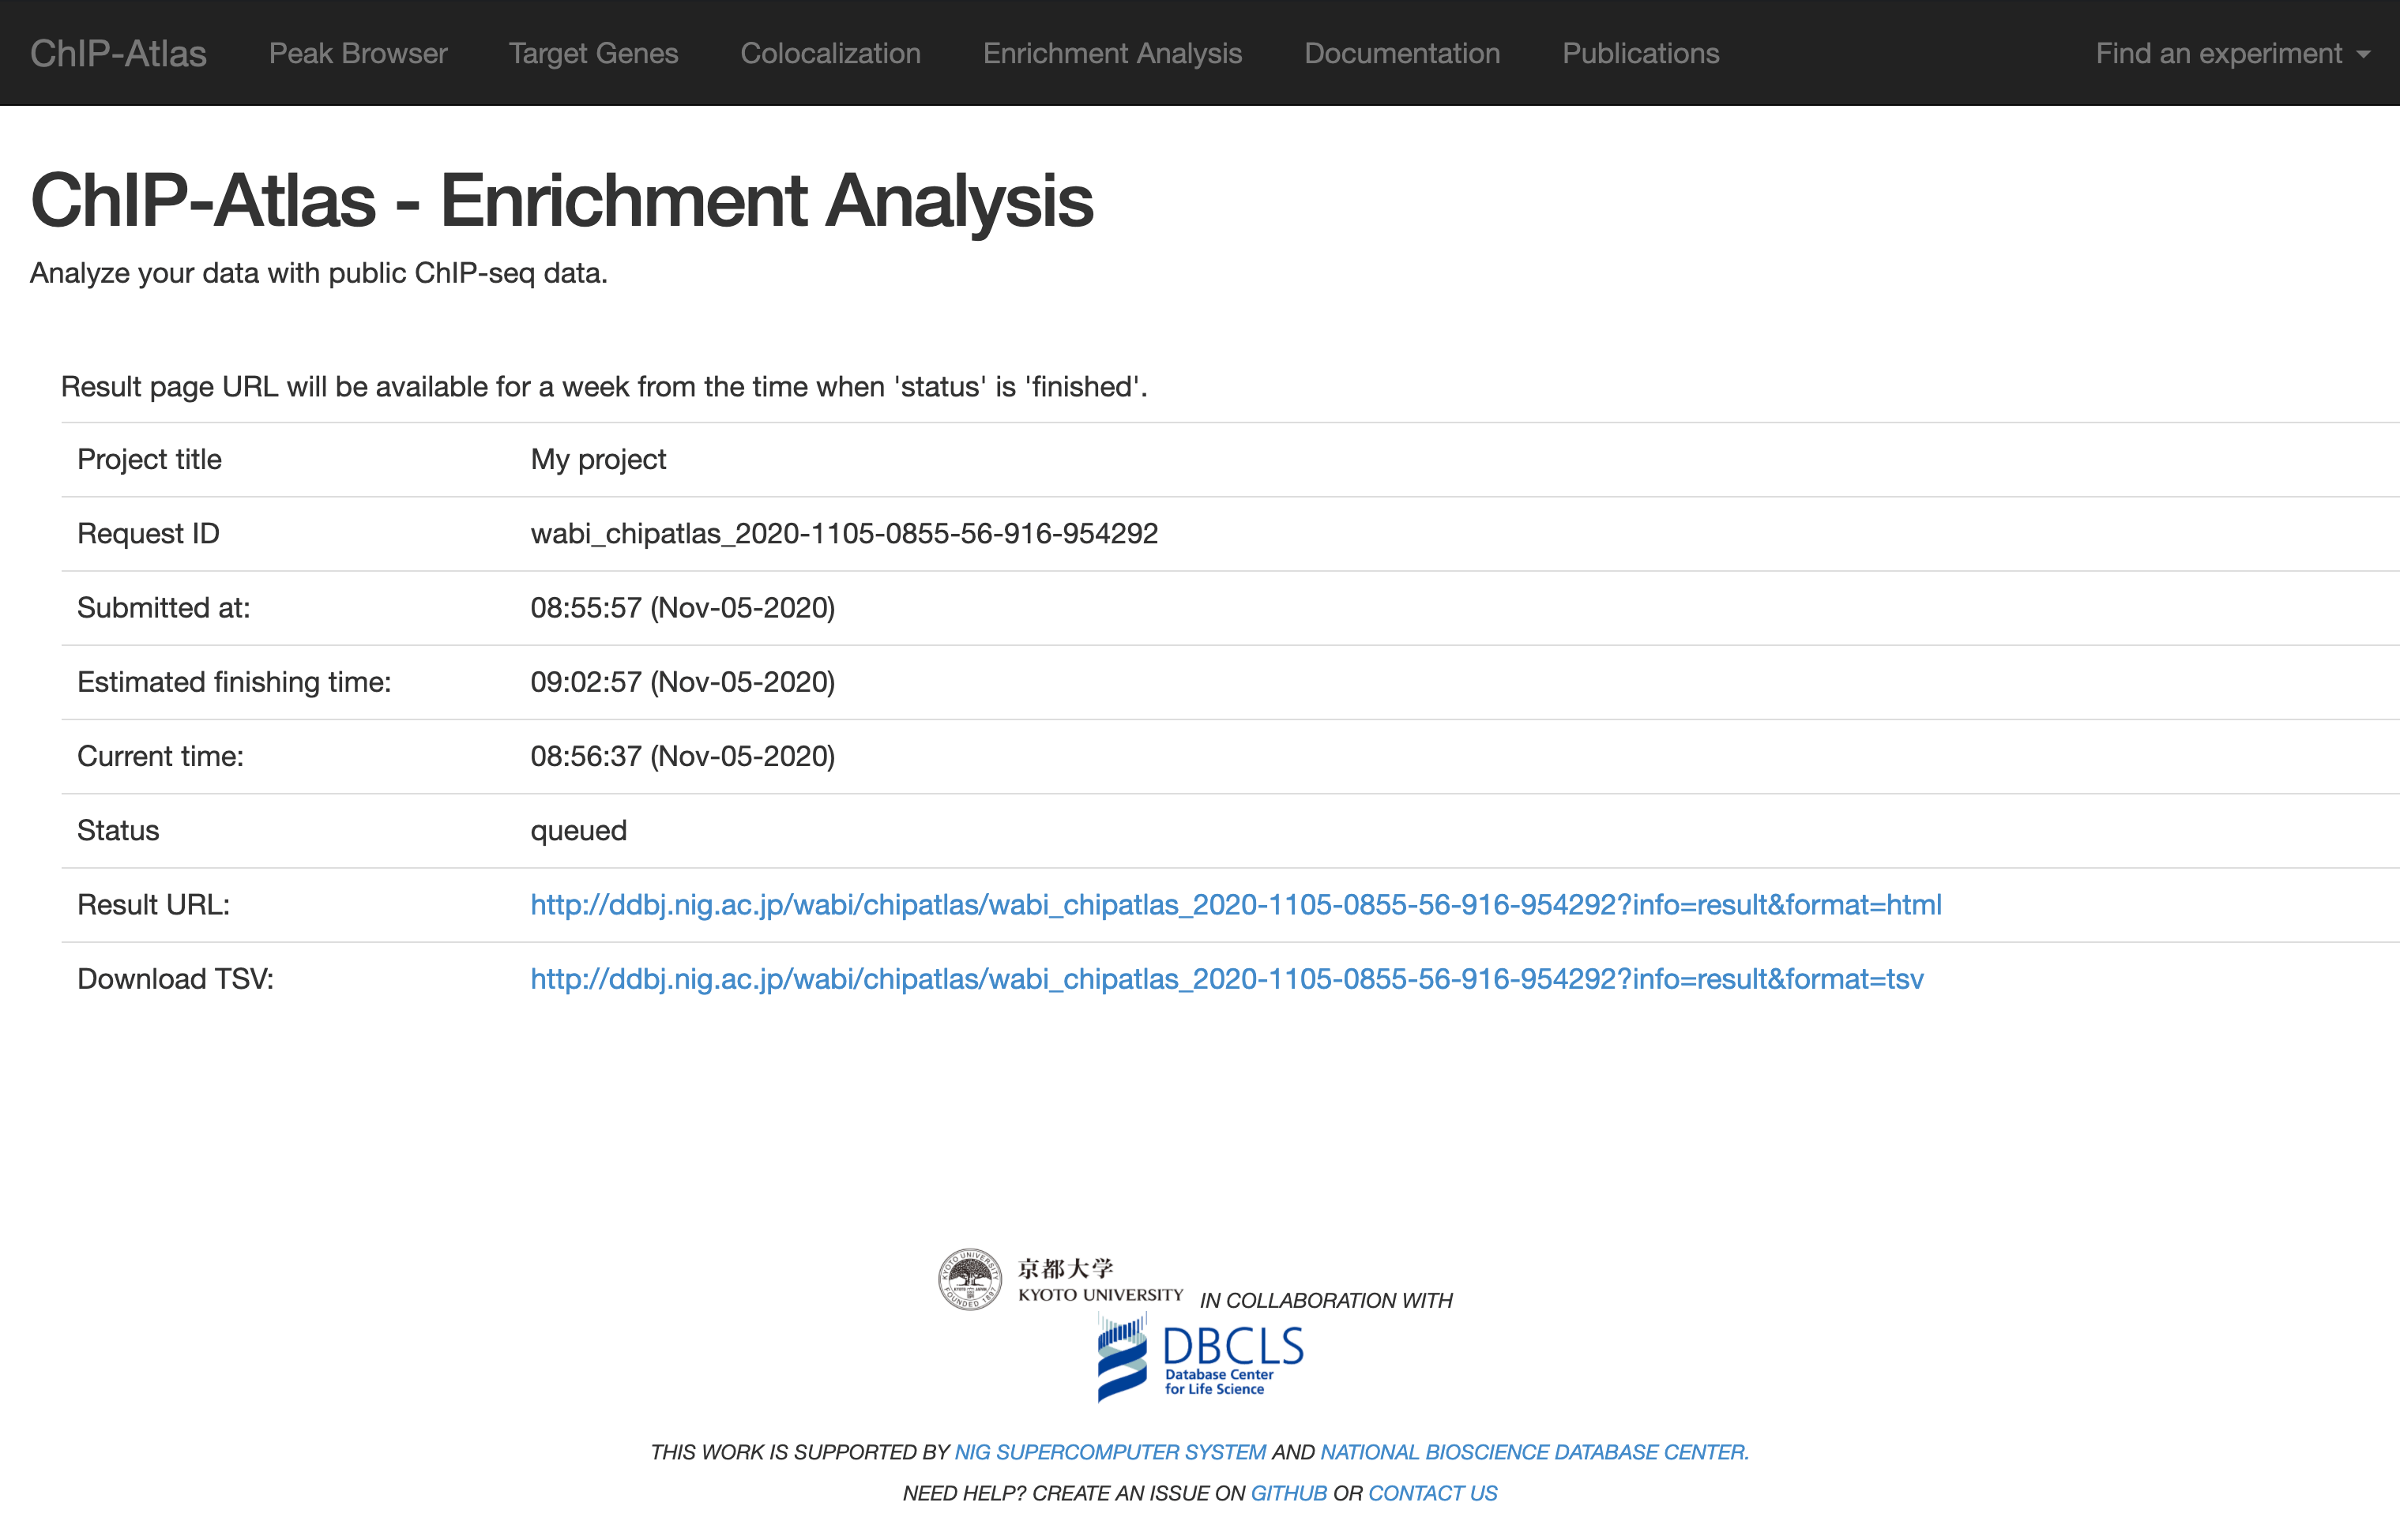 ChIP-Atlas Peak Browser Target Genes Colocalization Enrichment Analysis Documentation Publications Find an experiment
ChIP-Atlas - Enrichment Analysis
Analyze your data with public ChIP-seq data.
Result page URL will be available for a week from the time when 'status' is 'finished'.
Project title My project
Request ID wabi_chipatlas_2020-1105-0855-56-916-954292
Submitted at: 08:55:57 (Nov-05-2020)
Estimated finishing time: 09:02:57 (Nov-05-2020)
Current time: 08:56:37 (Nov-05-2020)
Status queued
Result URL: http://ddbj.nig.ac.jp/wabi/chipatlas/wabi_chipatlas_2020-1105-0855-56-916-954292?info=result&format=html
Download TSV: http://ddbj.nig.ac.jp/wabi/chipatlas/wabi_chipatlas_2020-1105-0855-56-916-954292?info=result&format=tsv
KYOTO UNIVERSITY
FOUNDED 1897
京都大学
KYOTO UNIVERSITY IN COLLABORATION WITH
DBCLS
Database Center
for Life Science
THIS WORK IS SUPPORTED BY NIG SUPERCOMPUTER SYSTEM AND NATIONAL BIOSCIENCE DATABASE CENTER.
NEED HELP? CREATE AN ISSUE ON GITHUB OR CONTACT US